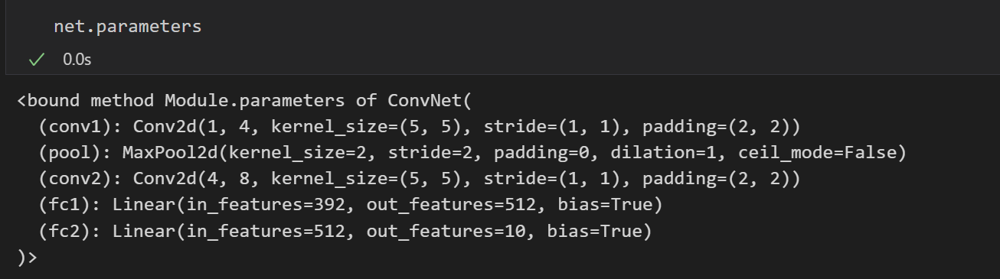 net.parameters
0.0s
<bound method Module.parameters of ConvNet(
  (conv1): Conv2d(1, 4, kernel_size=(5, 5), stride=(1, 1), padding=(2, 2))
  (pool): MaxPool2d(kernel_size=2, stride=2, padding=0, dilation=1, ceil_mode=False)
  (conv2): Conv2d(4, 8, kernel_size=(5, 5), stride=(1, 1), padding=(2, 2))
  (fc1): Linear(in_features=392, out_features=512, bias=True)
  (fc2): Linear(in_features=512, out_features=10, bias=True)
)>